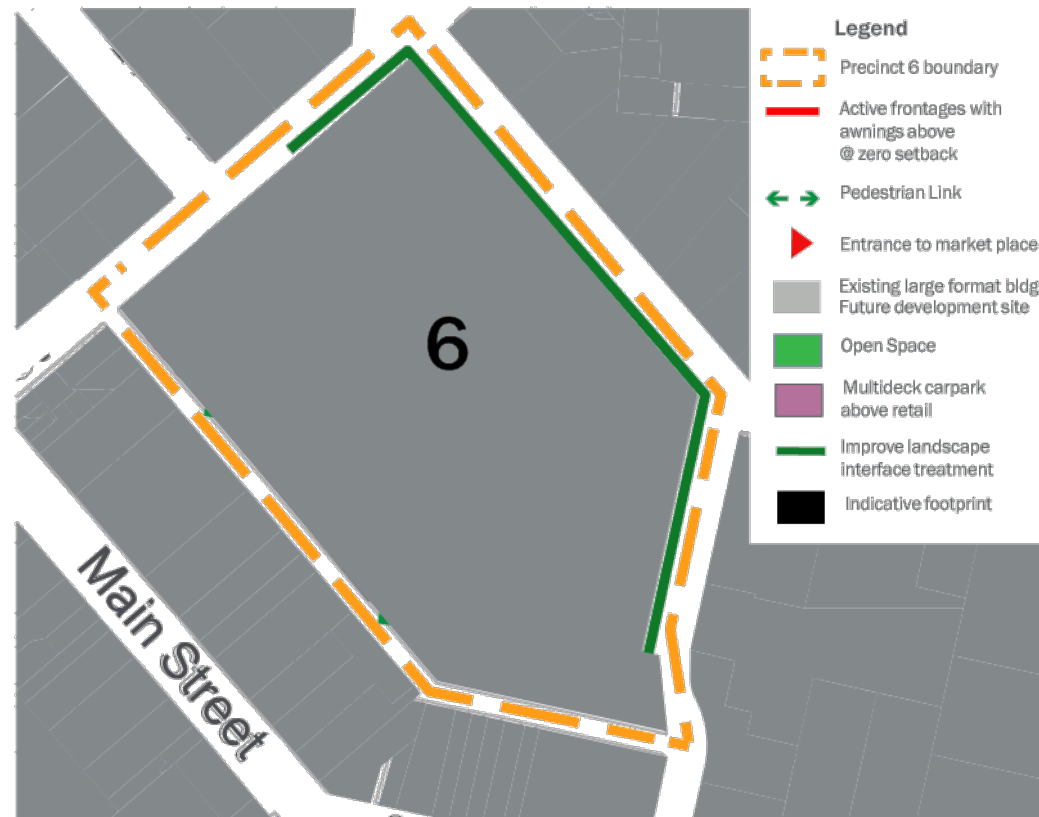 Legend
Precinct 6 boundary
Active frontages with
awnings above
@ zero setback
Pedestrian Link
Entrance to market place
Existing large format bldg
Future development site
Open Space
Multideck carpark
above retail
Improve landscape
interface treatment
Indicative footprint
6
Main Street